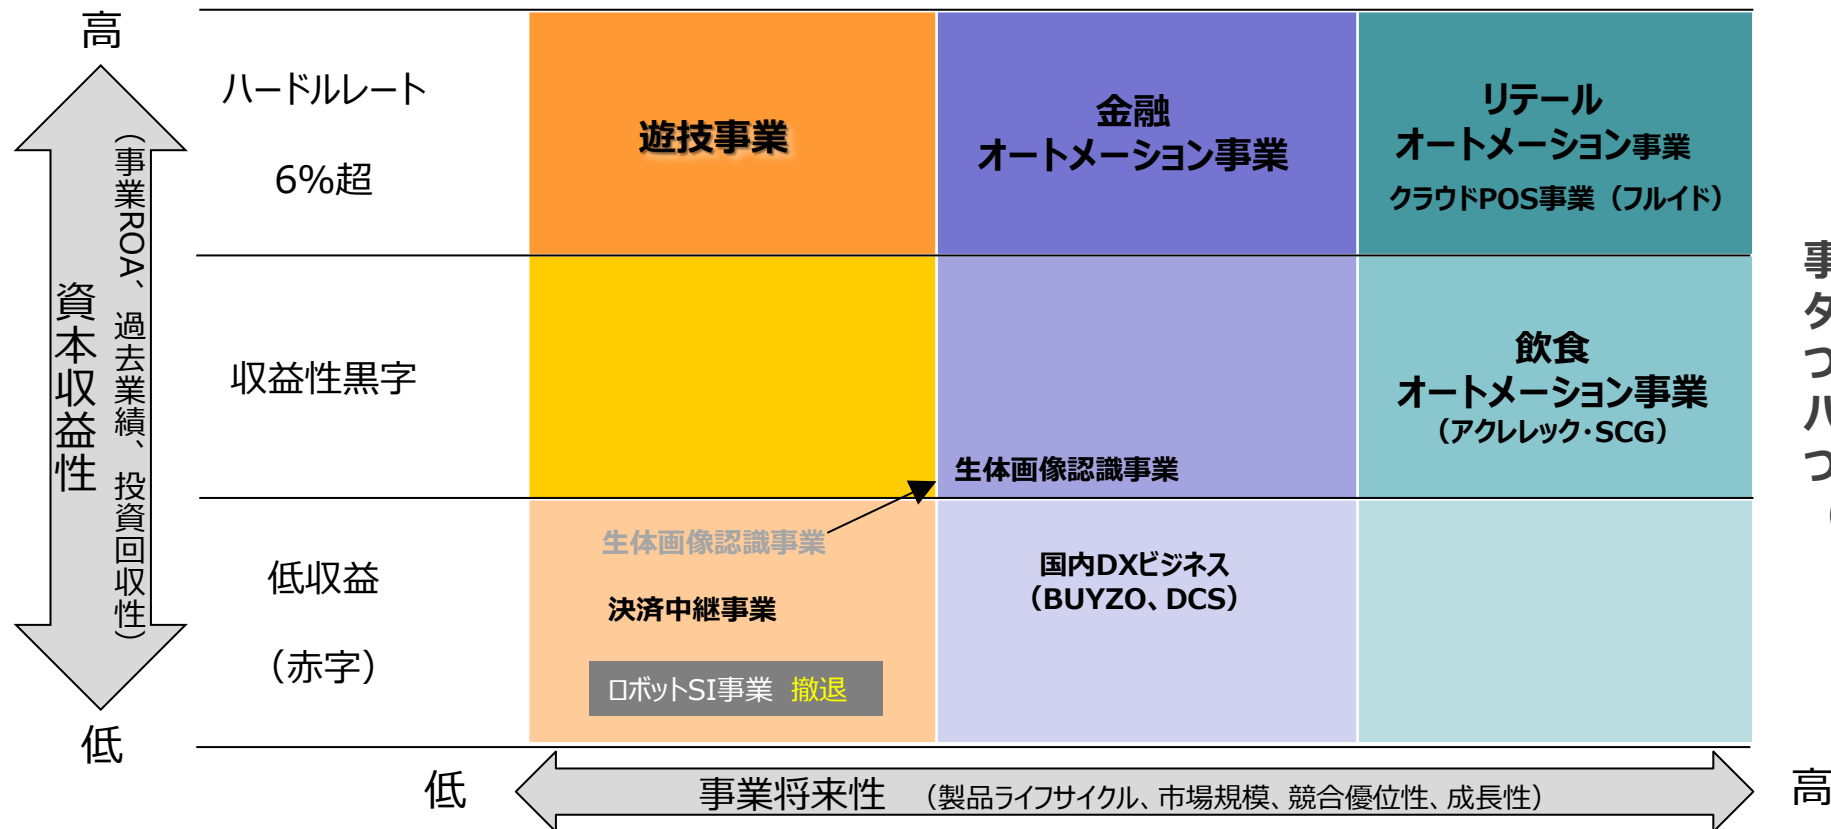 高
ハードルレート
6%超
遊技事業
金融
オートメーション事業
リテール
オートメーション事業
クラウドPOS事業（フルイド）
資本収益性
（事業ROA、過去業績、投資回収性）
収益性黒字
飲食
オートメーション事業
（アクレレック・SCG）
生体画像認識事業
低収益
（赤字）
生体画像認識事業
決済中継事業
ロボットSI事業 撤退
国内DXビジネス
（BUYZO、DCS）
低
低
事業将来性 （製品ライフサイクル、市場規模、競合優位性、成長性）
高
事
タ
つ
ハ
つ
（